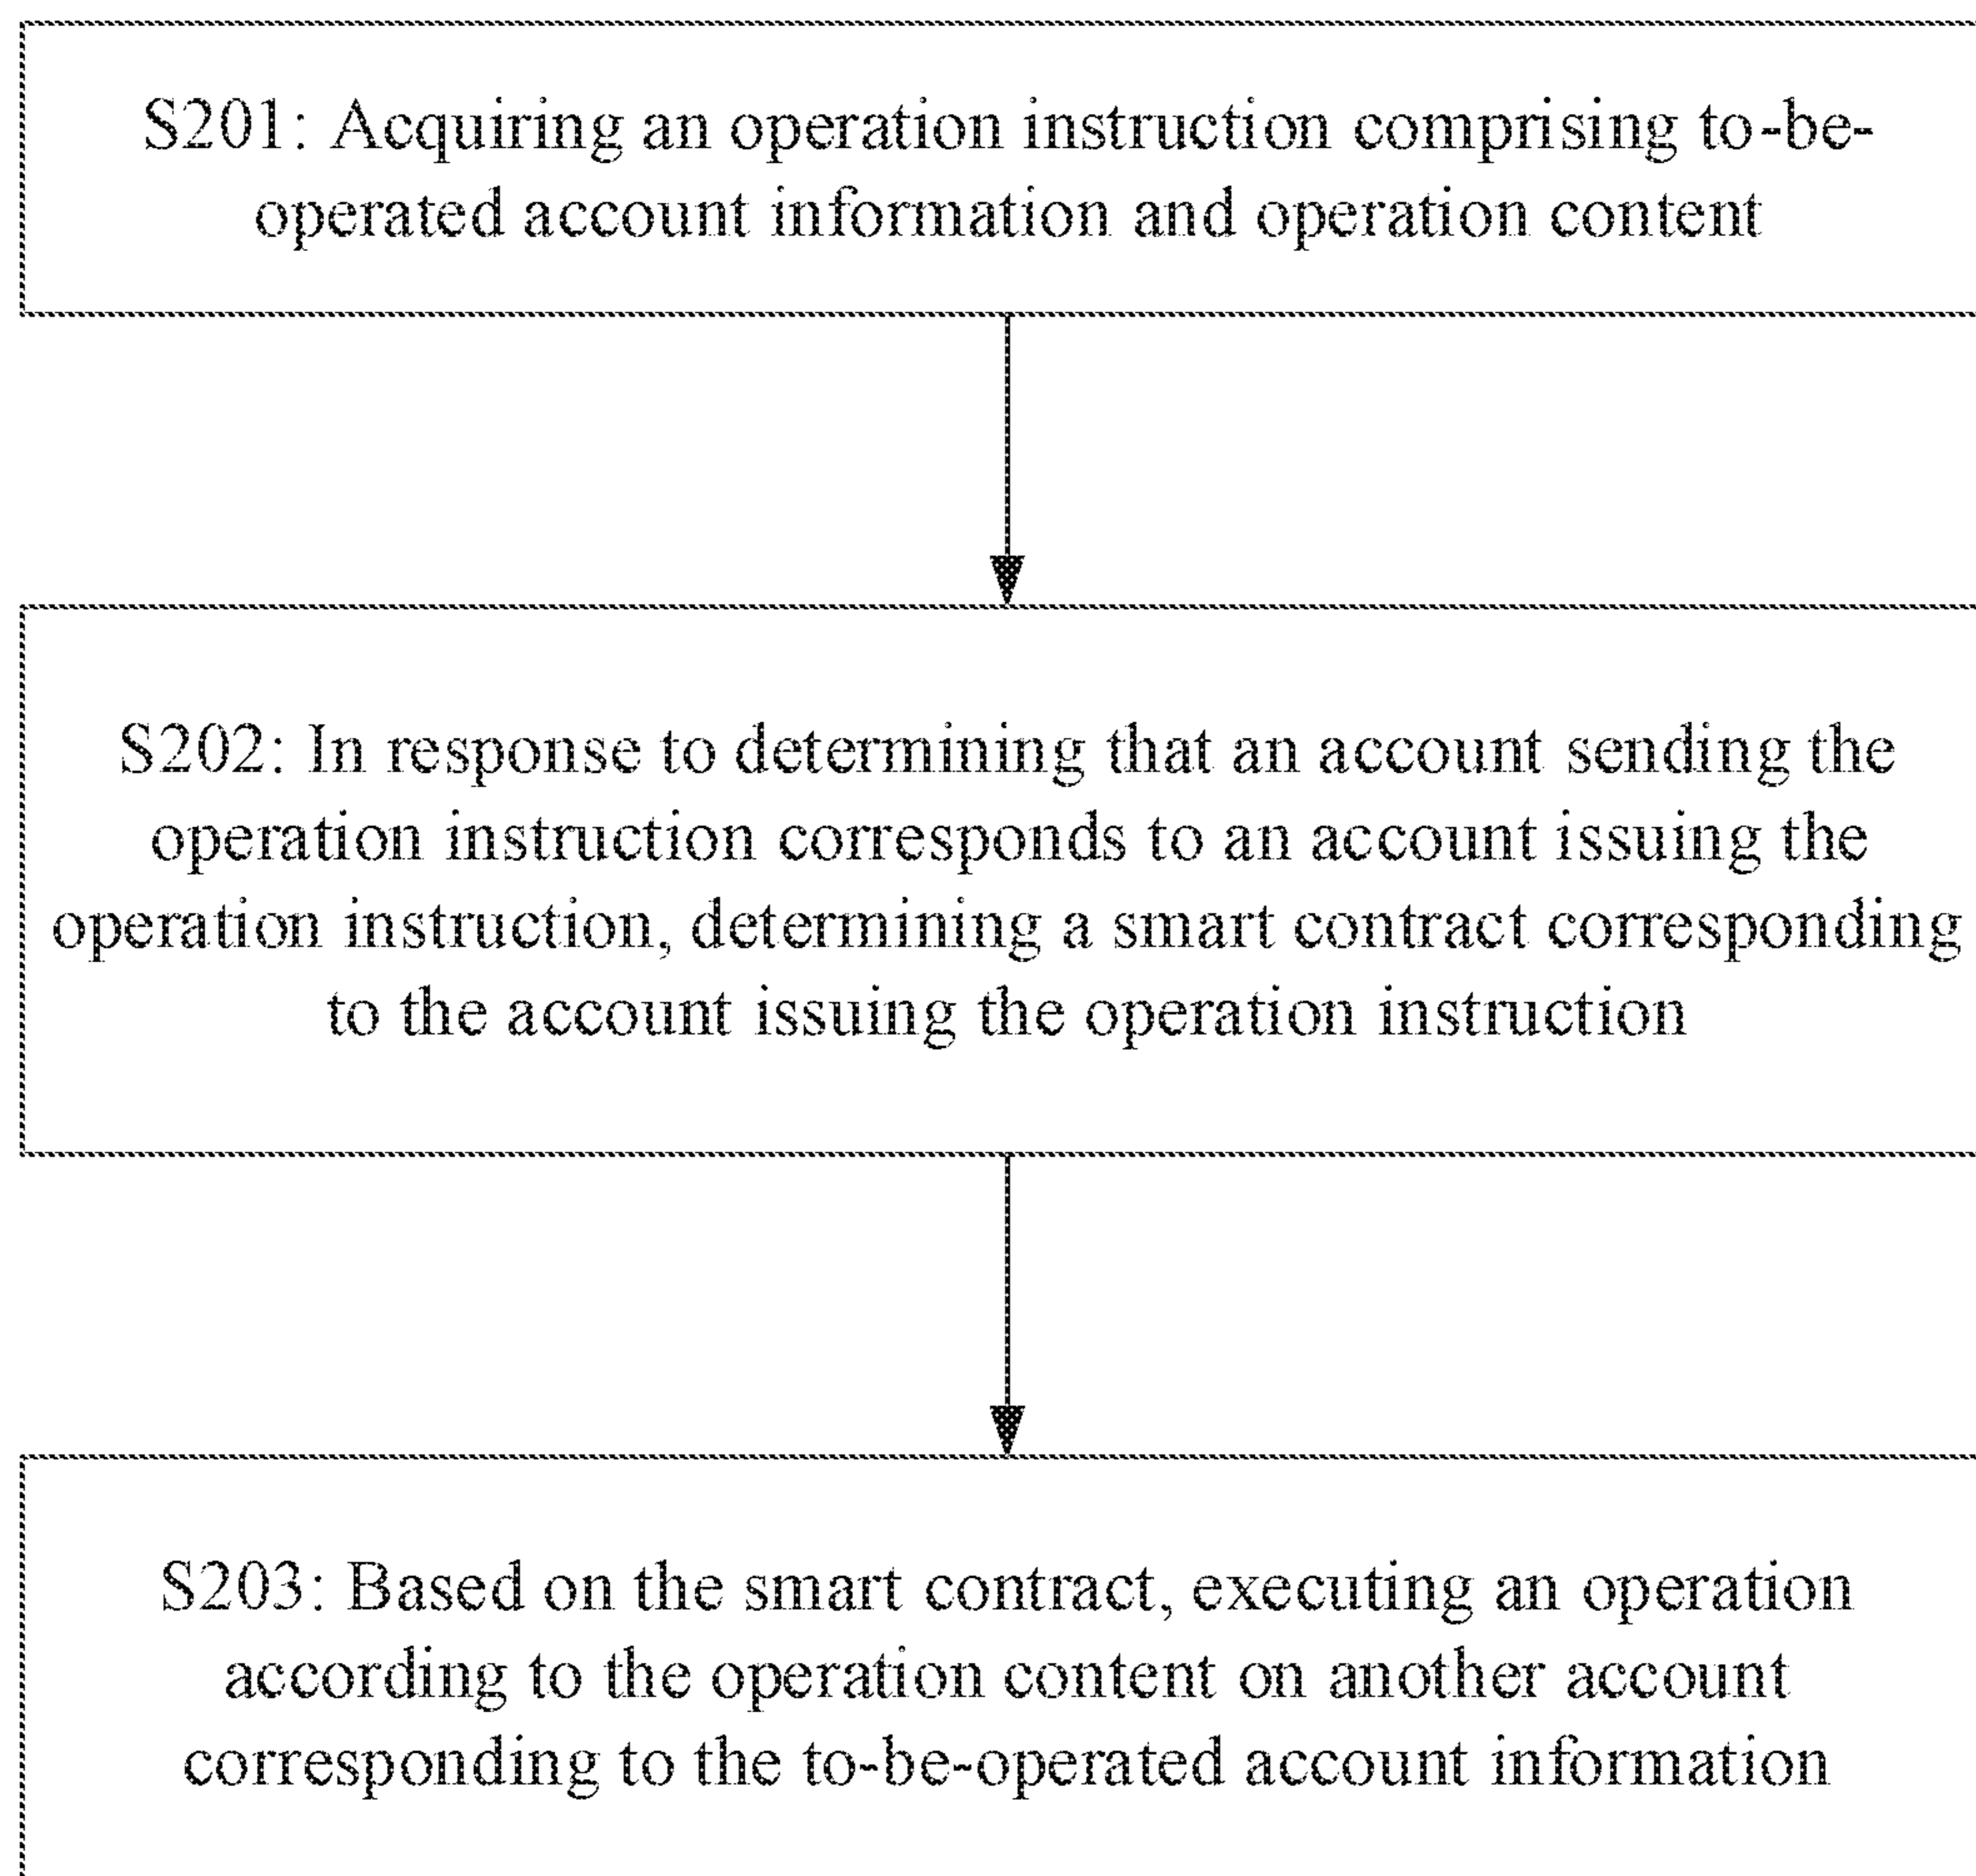 S201: Acquiring an operation instruction comprising to-be-
operated account information and operation content
S202: In response to determining that an account sending the
operation instruction corresponds to an account issuing the
operation instruction, determining a smart contract corresponding
to the account issuing the operation instruction
S203: Based on the smart contract, executing an operation
according to the operation content on another account
corresponding to the to-be-operated account information